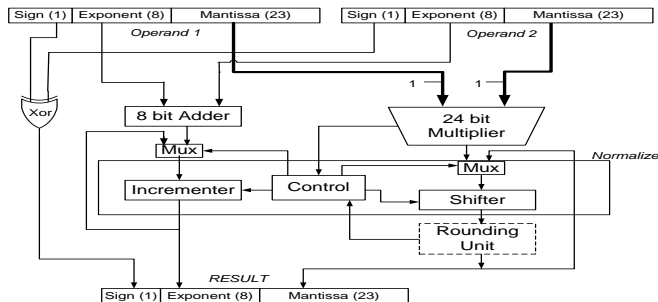 Sign (1) Exponent (8) Mantissa (23) Sign (1) Exponent (8) Mantissa (23)
Operand 1 Operand 2
1 1
Xor
8 bit Adder
24 bit
Multiplier
Mux
Mux
Normalize
Incrementer
Control
Shifter
Rounding
Unit
RESULT
Sign (1) Exponent (8) Mantissa (23)